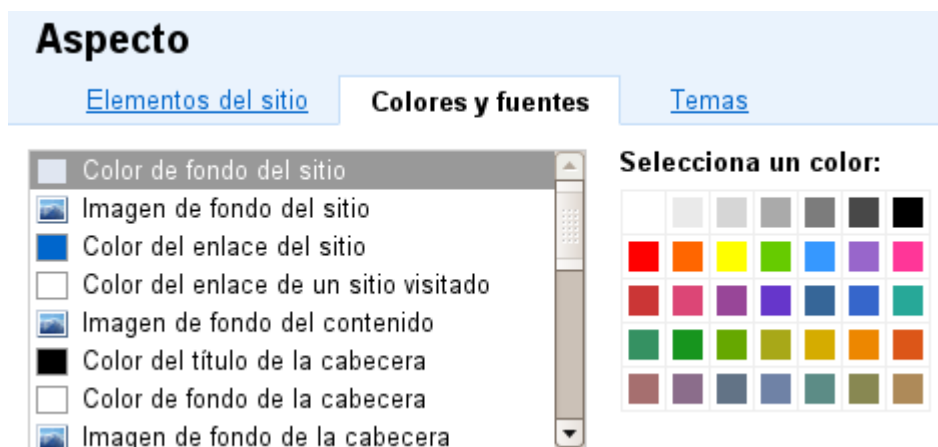 Aspecto
Elementos del sitio Colores y fuentes Temas
Color de fondo del sitio
Imagen de fondo del sitio
Color del enlace del sitio
Color del enlace de un sitio visitado
Imagen de fondo del contenido
Color del título de la cabecera
Color de fondo de la cabecera
Imagen de fondo de la cabecera
Selecciona un color: